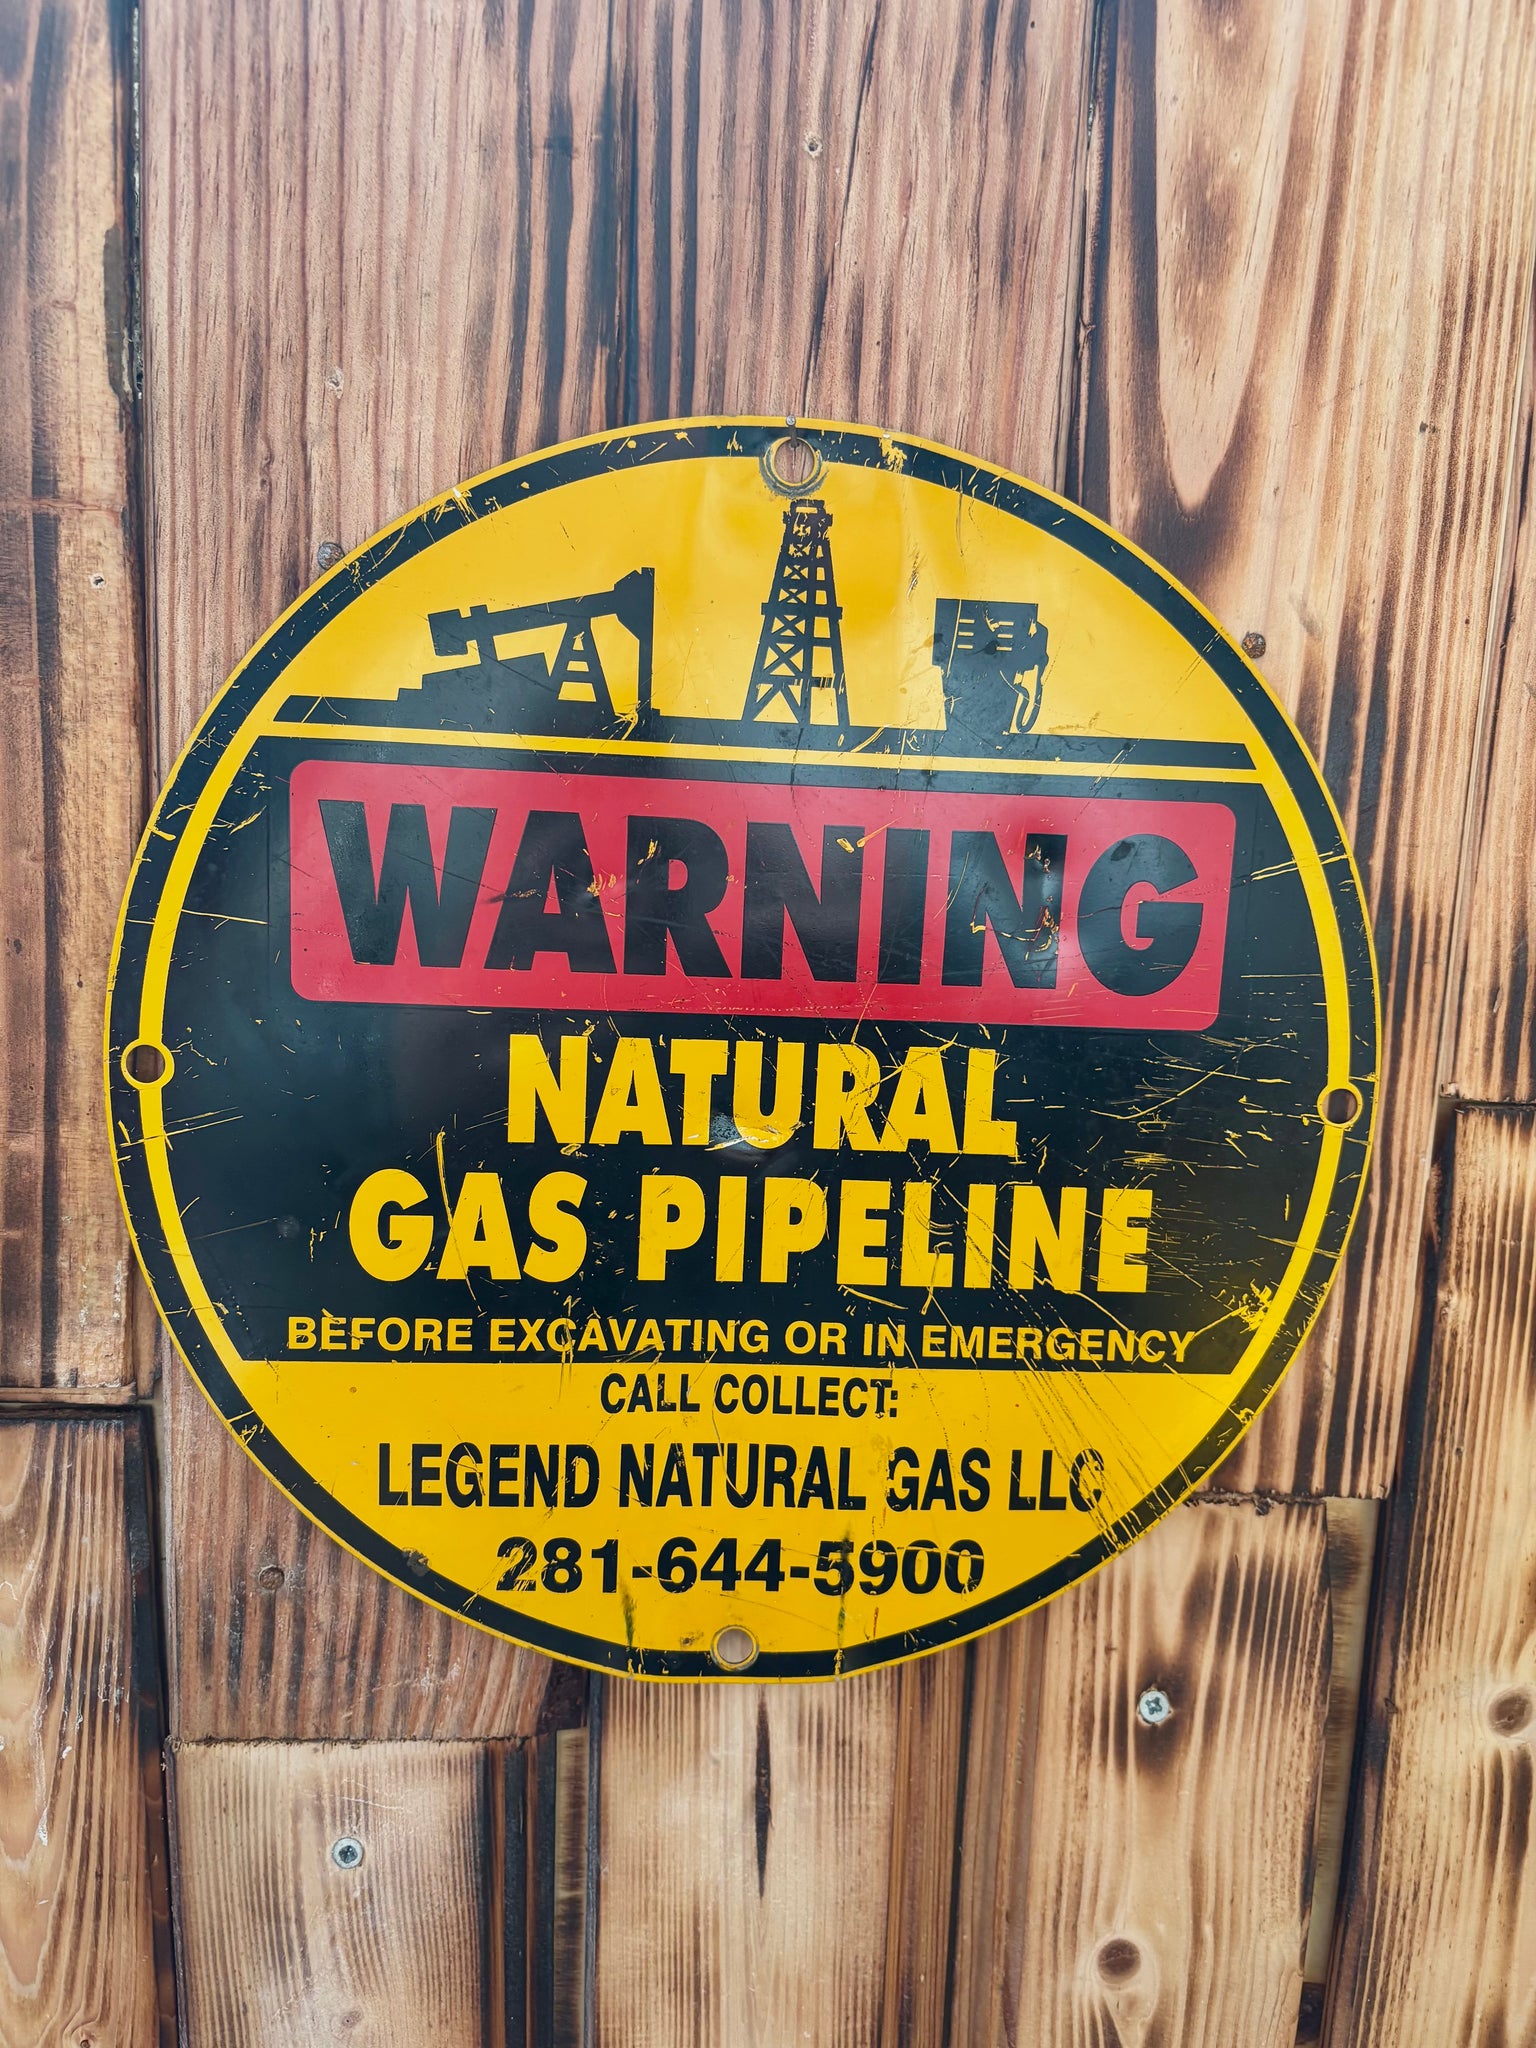 WARNING
NATURAL
GAS PIPELINE
BEFORE EXCAVATING OR IN EMERGENCY
CALL COLLECT:
LEGEND NATURAL GAS LLC
281-644-5900